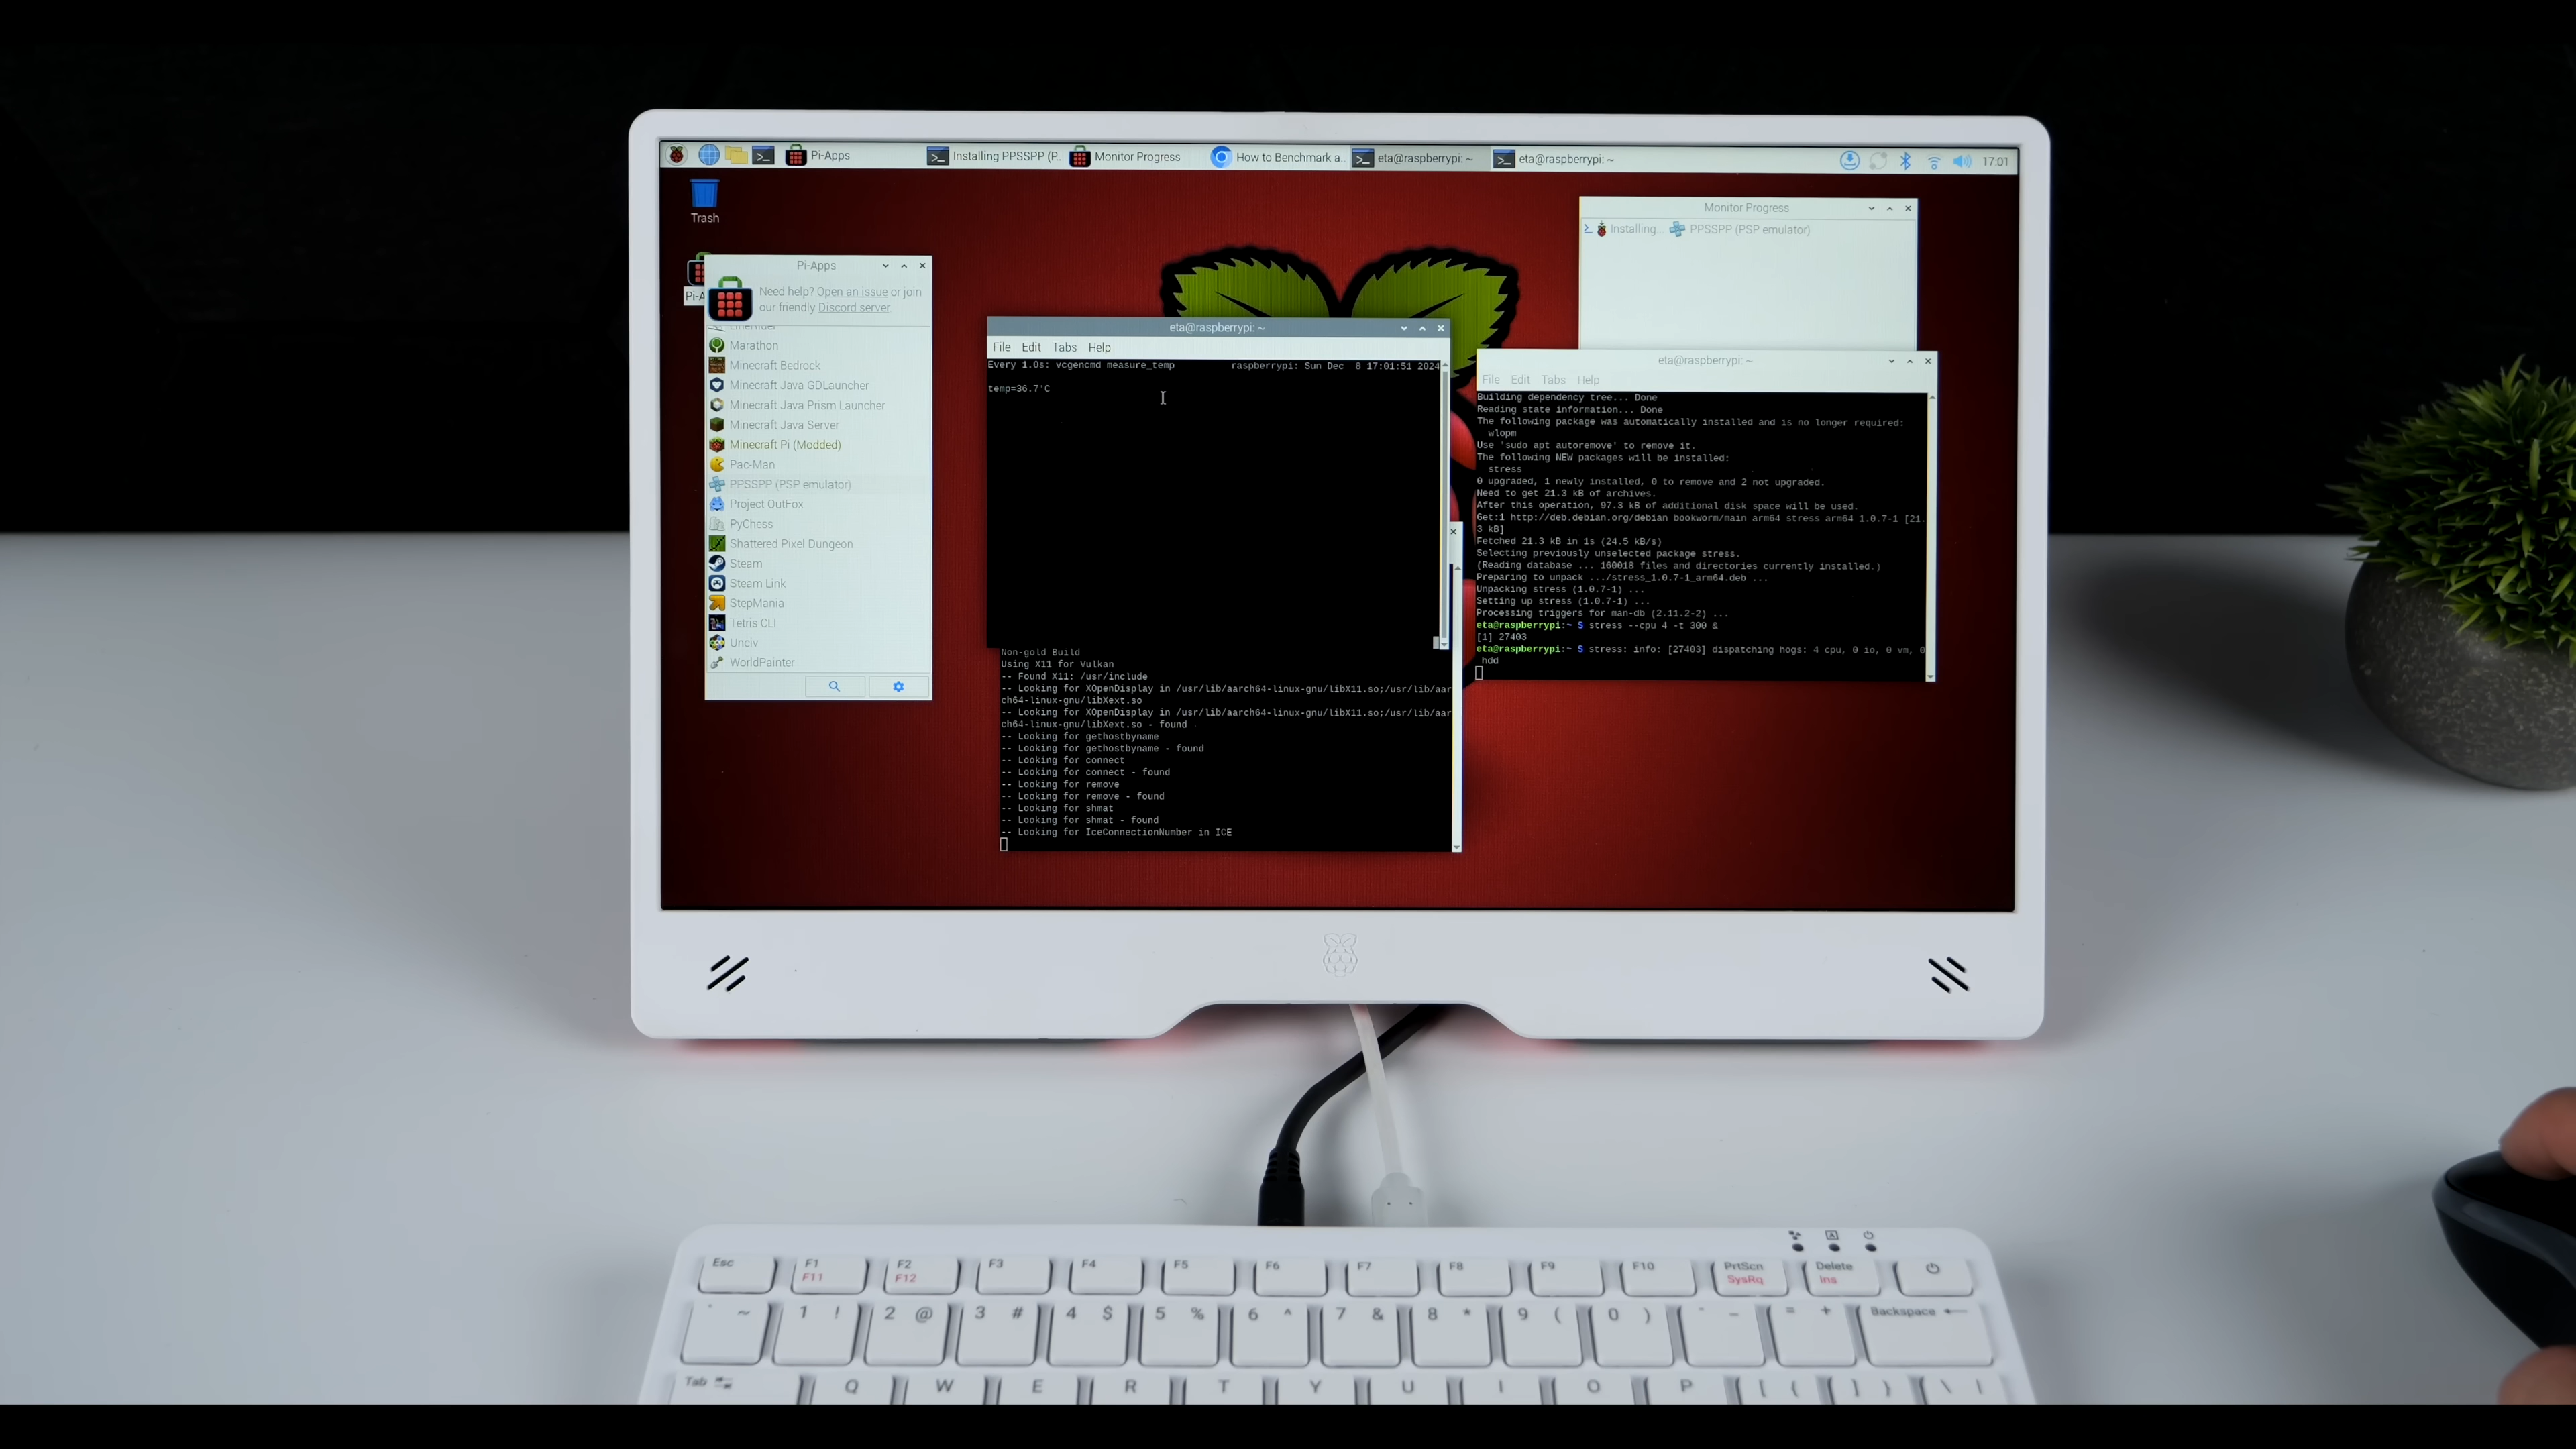 Pi-Apps
Installing PPSSPP (P..
Monitor Progress
How to Benchmark a..
eta@raspberrypi: ~
eta@raspberrypi: ~
17:01
Trash
Pi-A
Pi-Apps
Need help? Open an issue or join
our friendly Discord server.
Marathon
Minecraft Bedrock
Minecraft Java GDLauncher
Minecraft Java Prism Launcher
Minecraft Java Server
Minecraft Pi (Modded)
Pac-Man
PPSSPP (PSP emulator)
Project OutFox
PyChess
Shattered Pixel Dungeon
Steam
Steam Link
StepMania
Tetris CLI
Unciv
WorldPainter
eta@raspberrypi: ~
File Edit Tabs Help
Every 1.0s: vcgencmd measure_temp raspberrypi: Sun Dec 8 17:01:51 2024
temp=36.7'C
Non-gold Build
Using X11 for Vulkan
-- Found X11: /usr/include
-- Looking for XOpenDisplay in /usr/lib/aarch64-linux-gnu/libX11.so;/usr/lib/aar
ch64-linux-gnu/libXext.so
-- Looking for XOpenDisplay in /usr/lib/aarch64-linux-gnu/libX11.so;/usr/lib/aar
ch64-linux-gnu/libXext.so - found
-- Looking for gethostbyname
-- Looking for gethostbyname - found
-- Looking for connect
-- Looking for connect - found
-- Looking for remove
-- Looking for remove - found
-- Looking for shmat
-- Looking for shmat - found
-- Looking for IceConnectionNumber in ICE
Monitor Progress
Installing... PPSSPP (PSP emulator)
eta@raspberrypi: ~
File Edit Tabs Help
Building dependency tree... Done
Reading state information... Done
The following package was automatically installed and is no longer required:
wlopm
Use 'sudo apt autoremove' to remove it.
The following NEW packages will be installed:
stress
0 upgraded, 1 newly installed, 0 to remove and 2 not upgraded.
Need to get 21.3 kB of archives.
After this operation, 97.3 kB of additional disk space will be used.
Get:1 http://deb.debian.org/debian bookworm/main arm64 stress arm64 1.0.7-1 [21.
3 kB]
Fetched 21.3 kB in 1s (24.5 kB/s)
Selecting previously unselected package stress.
(Reading database ... 160018 files and directories currently installed.)
Preparing to unpack .../stress_1.0.7-1_arm64.deb ...
Unpacking stress (1.0.7-1) ...
Setting up stress (1.0.7-1) ...
Processing triggers for man-db (2.11.2-2) ...
eta@raspberrypi:~ $ stress --cpu 4 -t 300 &
[1] 27403
eta@raspberrypi:~ $ stress: info: [27403] dispatching hogs: 4 cpu, 0 io, 0 vm, 0
hdd
Esc F1 F2 F3 F4 F5 F6 F7 F8 F9 F10 PrtScn Delete
F11 F12 SysRq Ins
` ~ 1 ! 2 @ 3 # 4 $ 5 % 6 ^ 7 & 8 * 9 ( 0 ) - _ = + Backspace
Tab Q W E R T Y U I O P [ { ] } \ |